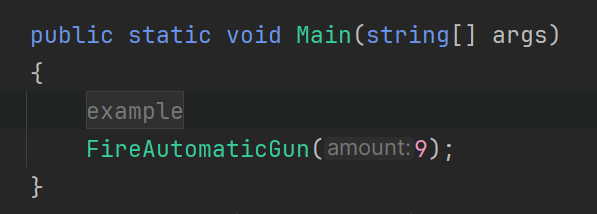 public static void Main(string[] args)
{
example
FireAutomaticGun(amount:9);
}